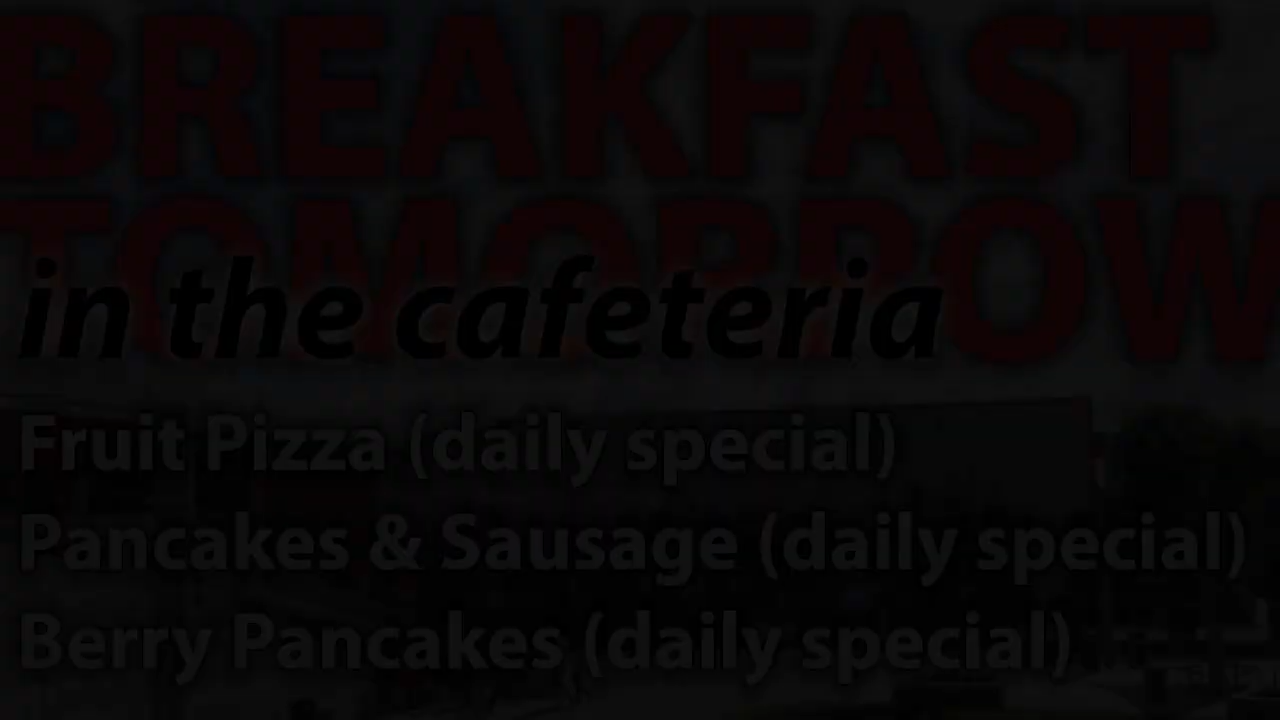 BREAKFAST
TOMORROW
in the cafeteria
Fruit Pizza (daily special)
Pancakes & Sausage (daily special)
Berry Pancakes (daily special)